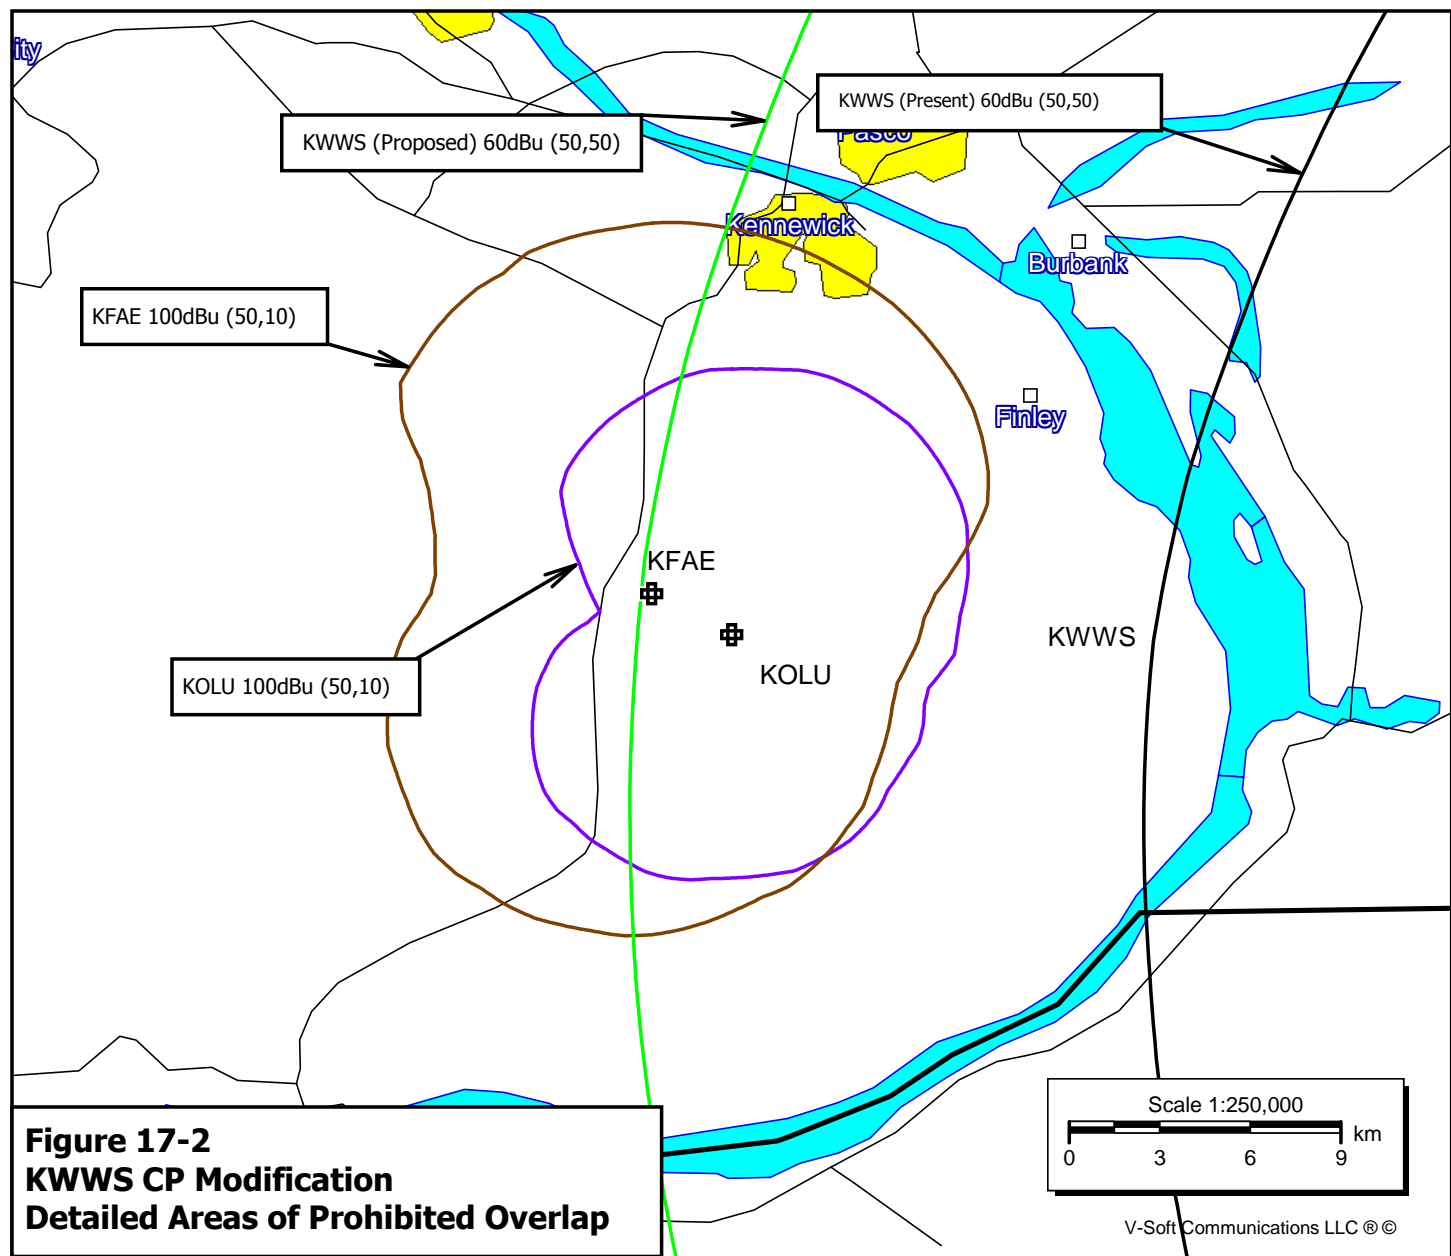 ity
KWWS (Present) 60dBu (50,50)
KWWS (Proposed) 60dBu (50,50)
Pasco
Kennewick
Burbank
KFAE 100dBu (50,10)
Finley
KFAE
KWWS
KOLU
KOLU 100dBu (50,10)
Figure 17-2
KWWS CP Modification
Detailed Areas of Prohibited Overlap
Scale 1:250,000
km
0 3 6 9
V-Soft Communications LLC ® ©